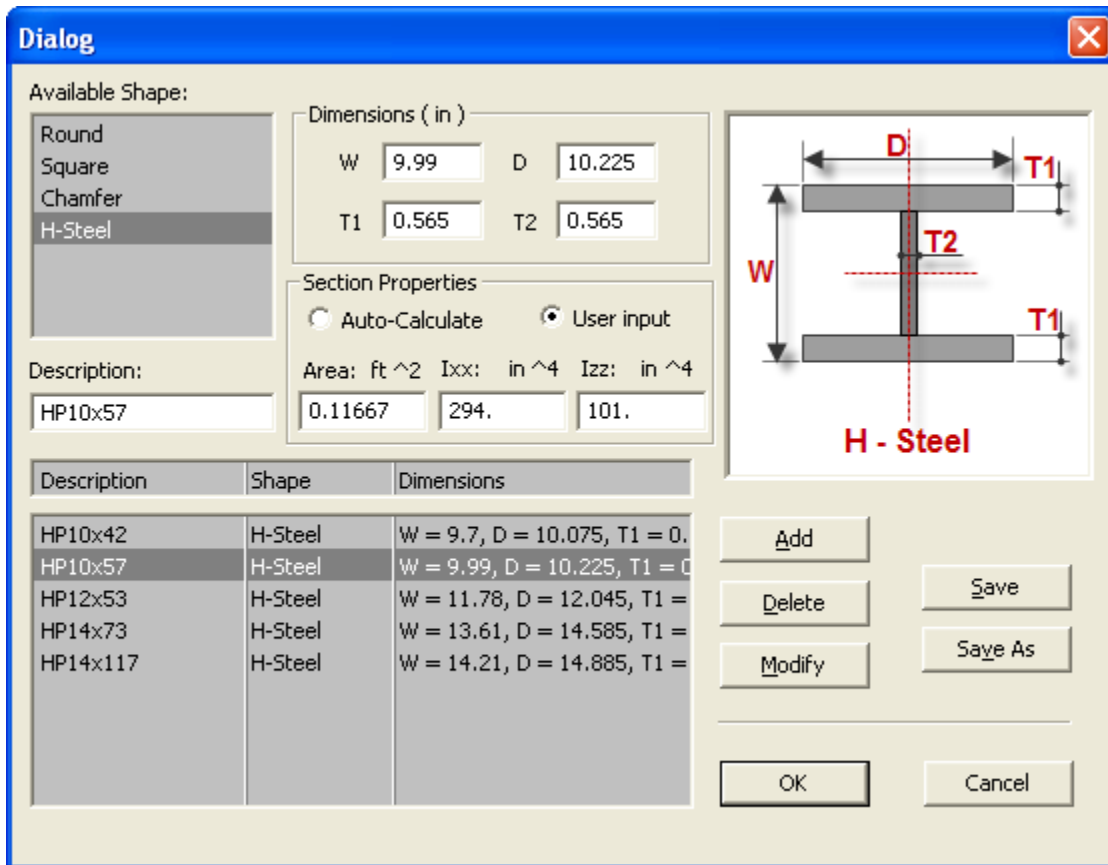 Dialog
Available Shape:
Round
Square
Chamfer
H-Steel
Dimensions ( in )
W 9.99 D 10.225
T1 0.565 T2 0.565
Section Properties
Auto-Calculate User input
Area: ft ^2 Ixx: in ^4 Izz: in ^4
0.11667 294. 101.
Description:
HP10x57
D
T1
T2
W
T1
H - Steel
Description Shape Dimensions
HP10x42 H-Steel W = 9.7, D = 10.075, T1 = 0.
HP10x57 H-Steel W = 9.99, D = 10.225, T1 = 0
HP12x53 H-Steel W = 11.78, D = 12.045, T1 =
HP14x73 H-Steel W = 13.61, D = 14.585, T1 =
HP14x117 H-Steel W = 14.21, D = 14.885, T1 =
Add
Delete
Modify
Save
Save As
OK
Cancel